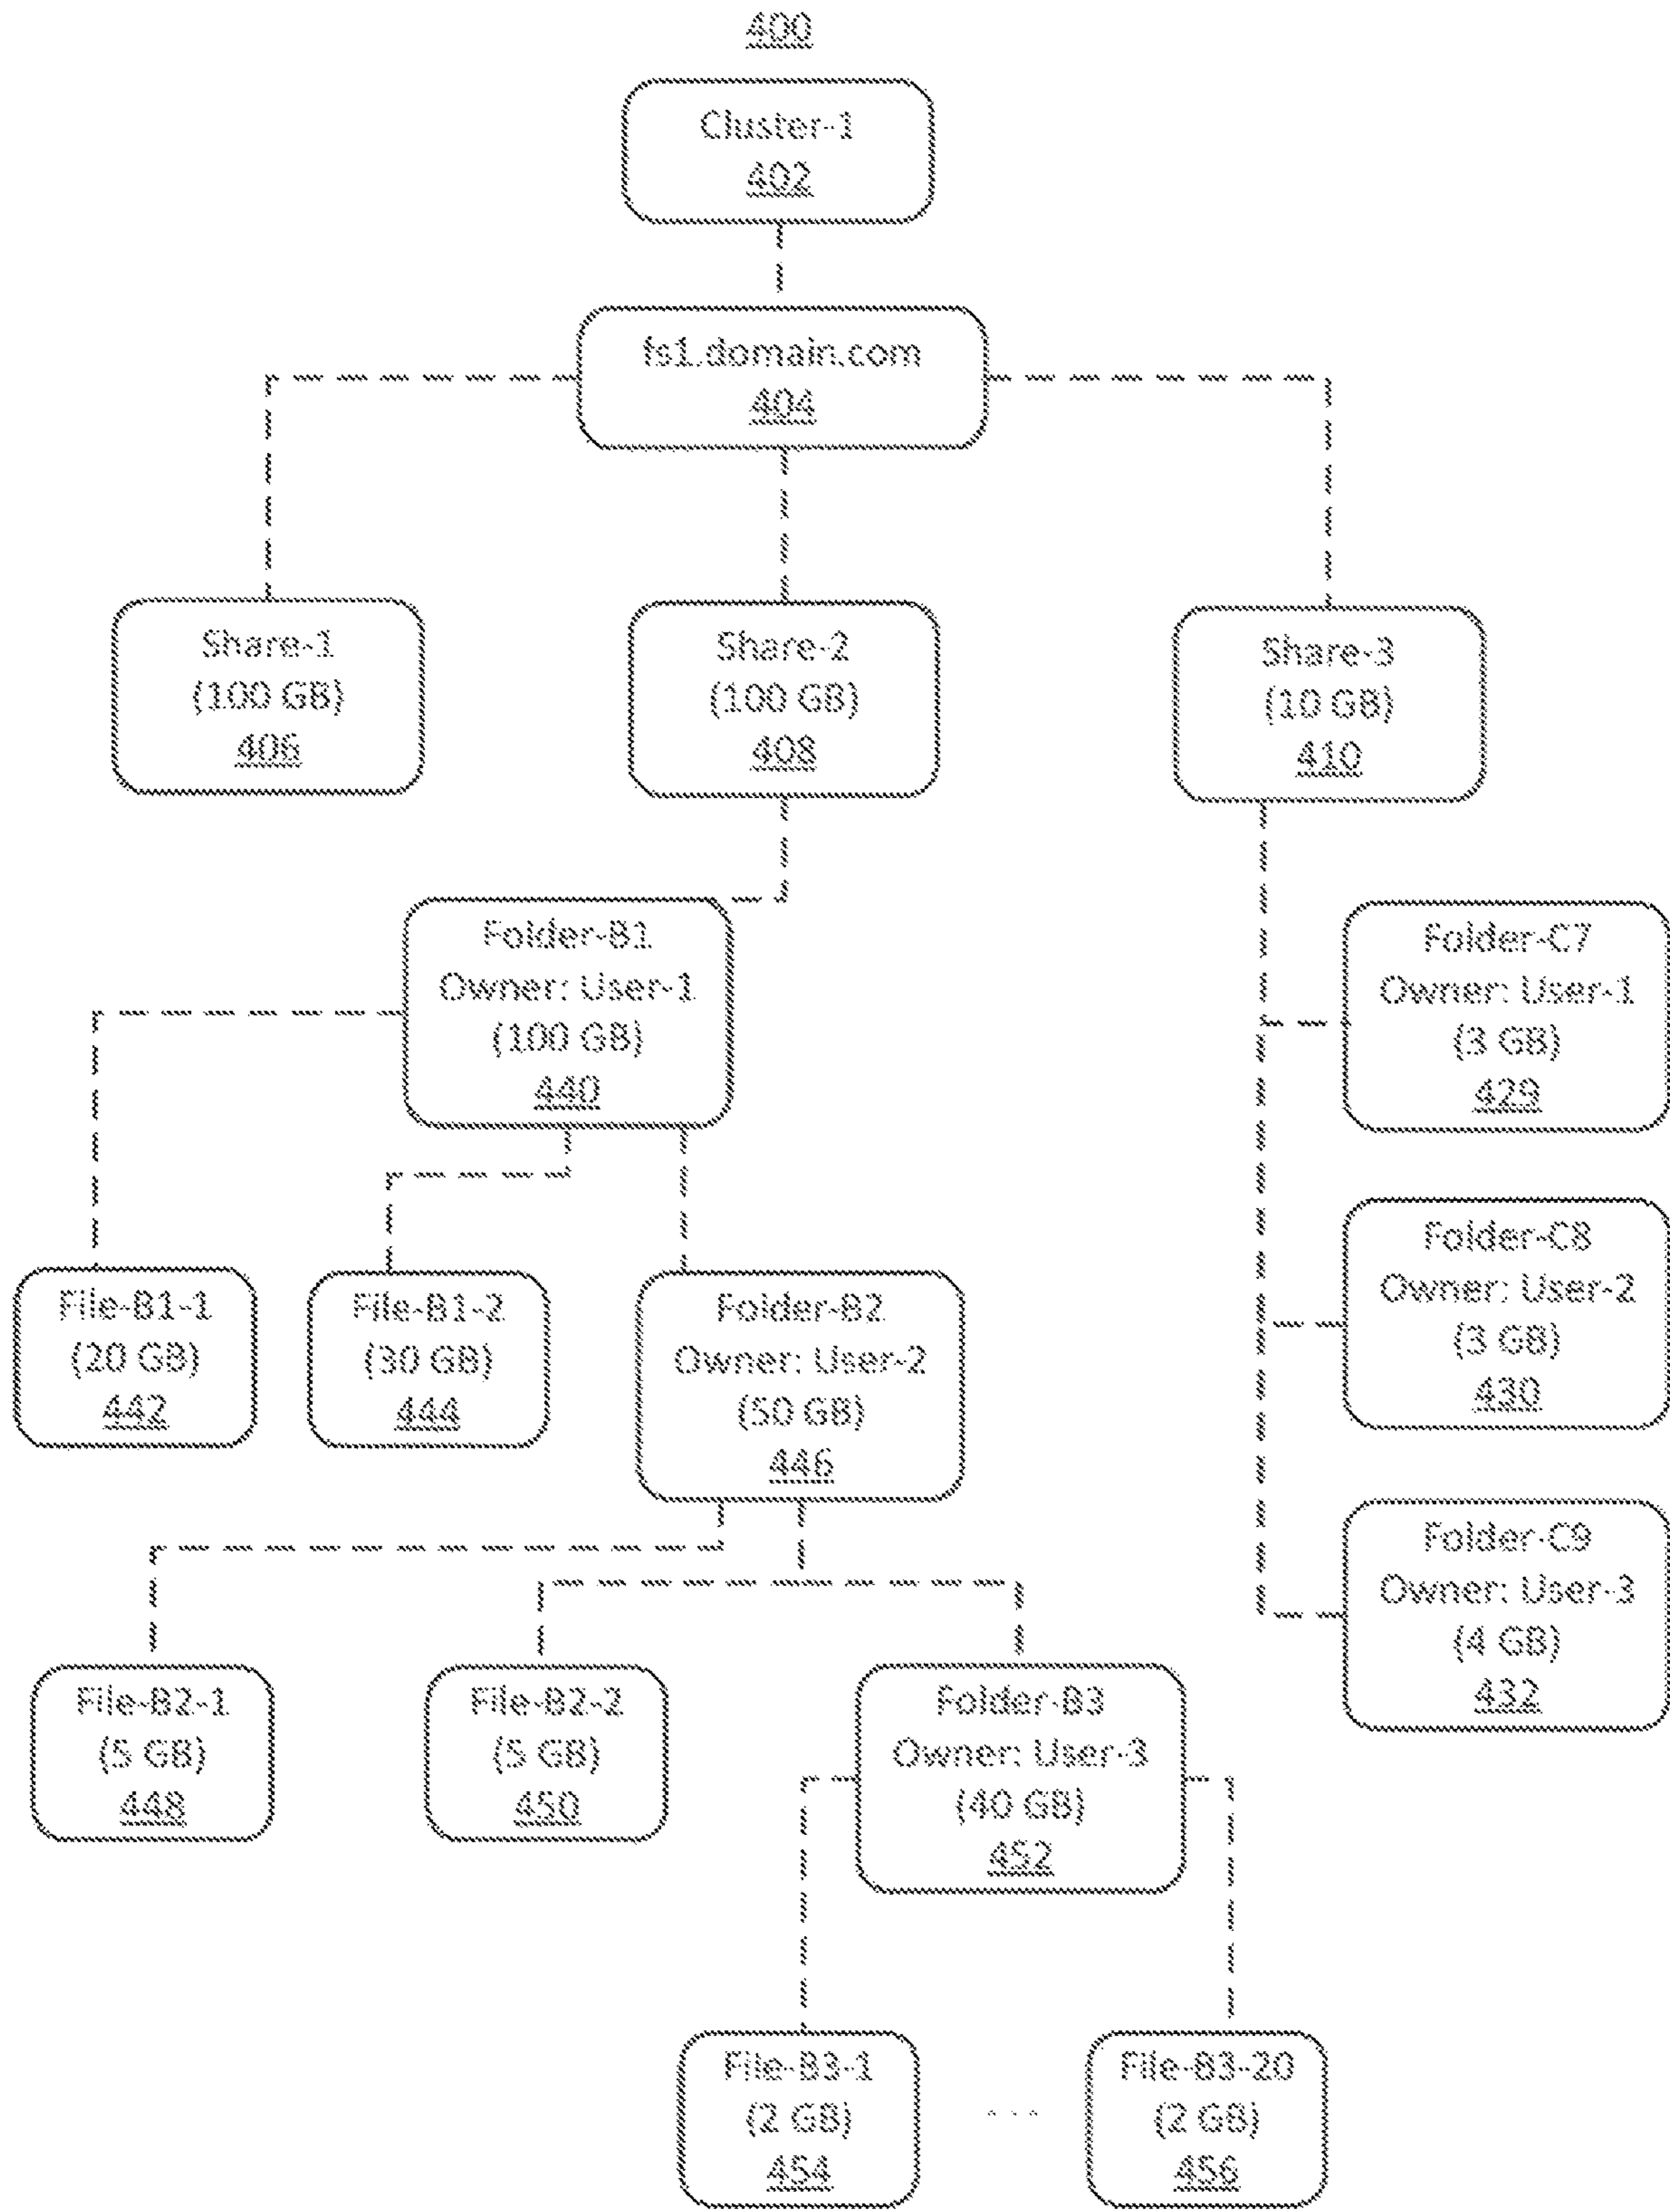 400
Cluster-1
402
fs1.domain.com
404
Share-1
(100 GB)
406
Share-2
(100 GB)
408
Share-3
(10 GB)
410
Folder-B1
Owner: User-1
(100 GB)
440
Folder-C7
Owner: User-1
(3 GB)
429
Folder-C8
Owner: User-2
(3 GB)
430
File-B1-1
(20 GB)
442
File-B1-2
(30 GB)
444
Folder-B2
Owner: User-2
(50 GB)
446
Folder-C9
Owner: User-3
(4 GB)
432
File-B2-1
(5 GB)
448
File-B2-2
(5 GB)
450
Folder-B3
Owner: User-3
(40 GB)
452
File-B3-1
(2 GB)
454
. . .
File-B3-20
(2 GB)
456